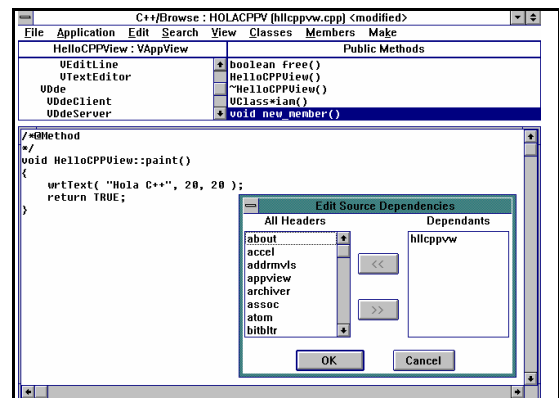 C++/Browse : HOLACPPV (hllcppvw.cpp) <modified>
File Application Edit Search View Classes Members Make
HelloCPPView : VAppView
Public Methods
VEditLine
VTextEditor
VDde
VDdeClient
VDdeServer
boolean free()
HelloCPPView()
~HelloCPPView()
VClass*iam()
void new_member()
/*@Method
*/
void HelloCPPView::paint()
{
wrtText( "Hola C++", 20, 20 );
return TRUE;
}
Edit Source Dependencies
All Headers
Dependants
about
accel
addrmvls
appview
archiver
assoc
atom
bitbltr
<<
>>
hllcppvw
OK
Cancel